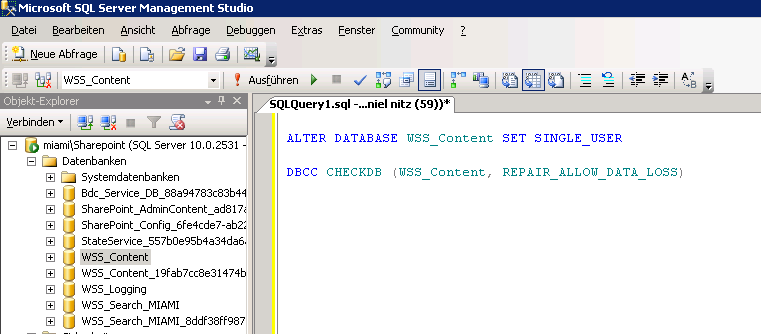 Microsoft SQL Server Management Studio
Datei Bearbeiten Ansicht Abfrage Debuggen Extras Fenster Community ?
Neue Abfrage
WSS_Content Ausführen
Objekt-Explorer
SQLQuery1.sql -...niel nitz (59))*
Verbinden
miami\Sharepoint (SQL Server 10.0.2531 -
Datenbanken
Systemdatenbanken
Bdc_Service_DB_88a94783c83b44
SharePoint_AdminContent_ad817a
SharePoint_Config_6fe4cde7-ab22
StateService_557b0e95b4a34da6
WSS_Content
WSS_Content_19fab7cc8e31474b
WSS_Logging
WSS_Search_MIAMI
WSS_Search_MIAMI_8ddf38ff987
ALTER DATABASE WSS_Content SET SINGLE_USER
DBCC CHECKDB (WSS_Content, REPAIR_ALLOW_DATA_LOSS)